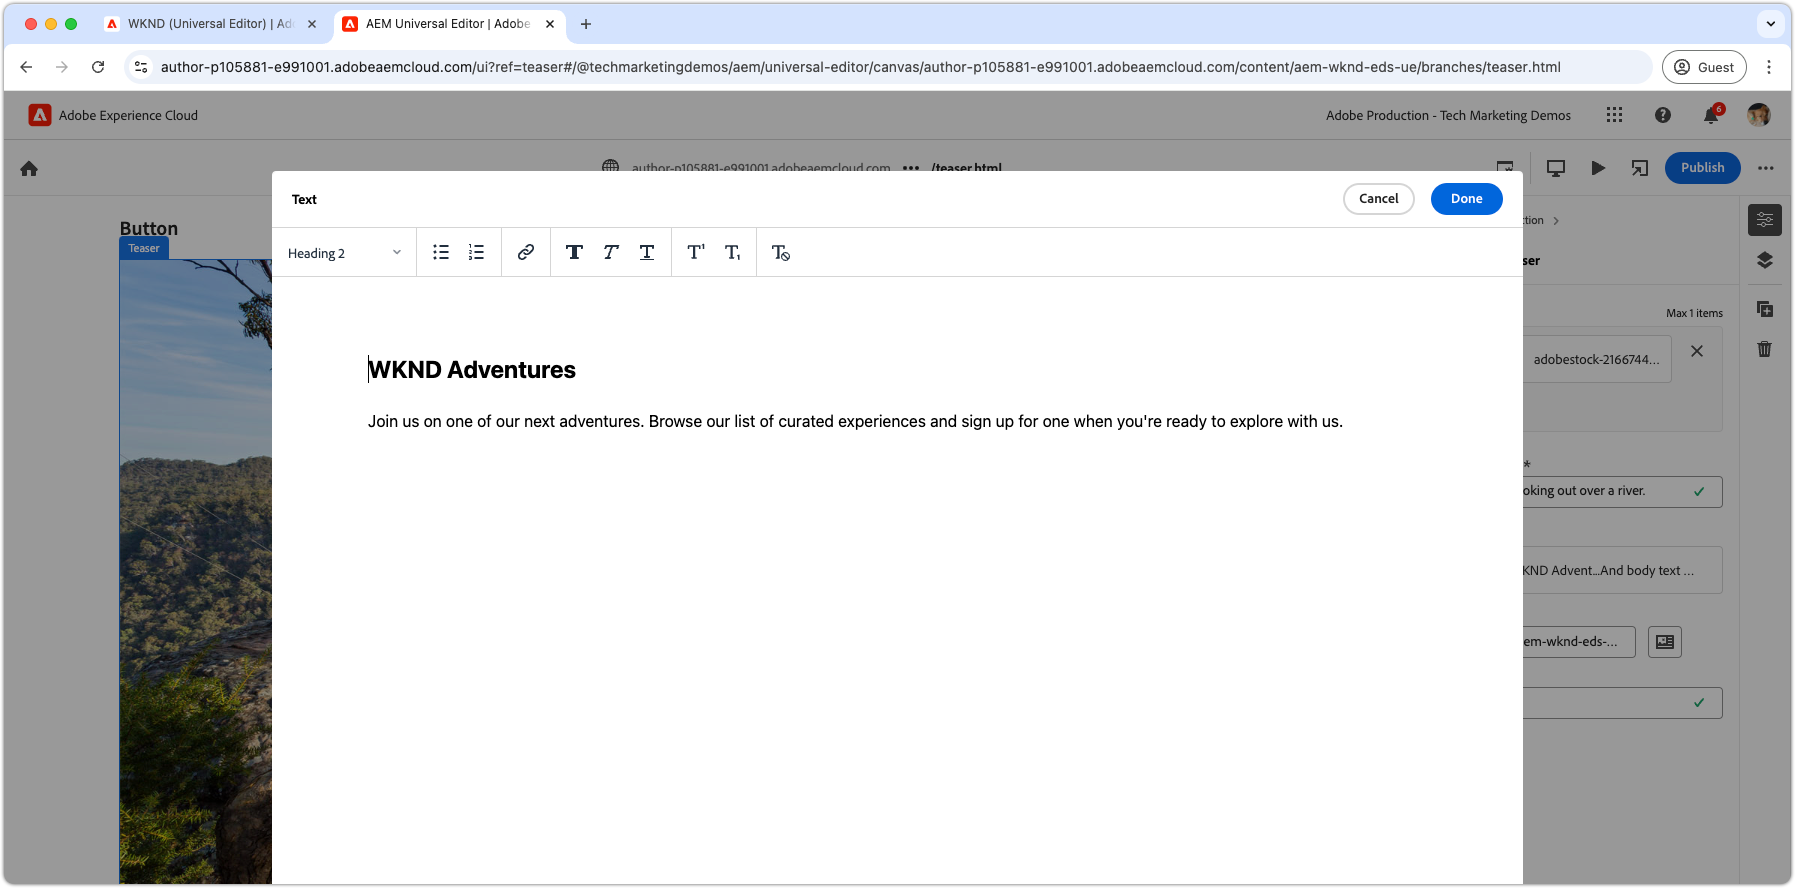 WKND (Universal Editor) | Ad
AEM Universal Editor | Adobe
author-p105881-e991001.adobeaemcloud.com/ui?ref=teaser#/@techmarketingdemos/aem/universal-editor/canvas/author-p105881-e991001.adobeaemcloud.com/content/aem-wknd-eds-ue/branches/teaser.html
Guest
Adobe Experience Cloud
Adobe Production - Tech Marketing Demos
6
author-p105881-e991001.adobeaemcloud.com ••• /teaser.html
Publish
Text
Cancel
Done
Button
Teaser
Heading 2
WKND Adventures
Join us on one of our next adventures. Browse our list of curated experiences and sign up for one when you're ready to explore with us.
Max 1 items
adobestock-2166744...
*
oking out over a river.
KND Advent...And body text ...
em-wknd-eds-...